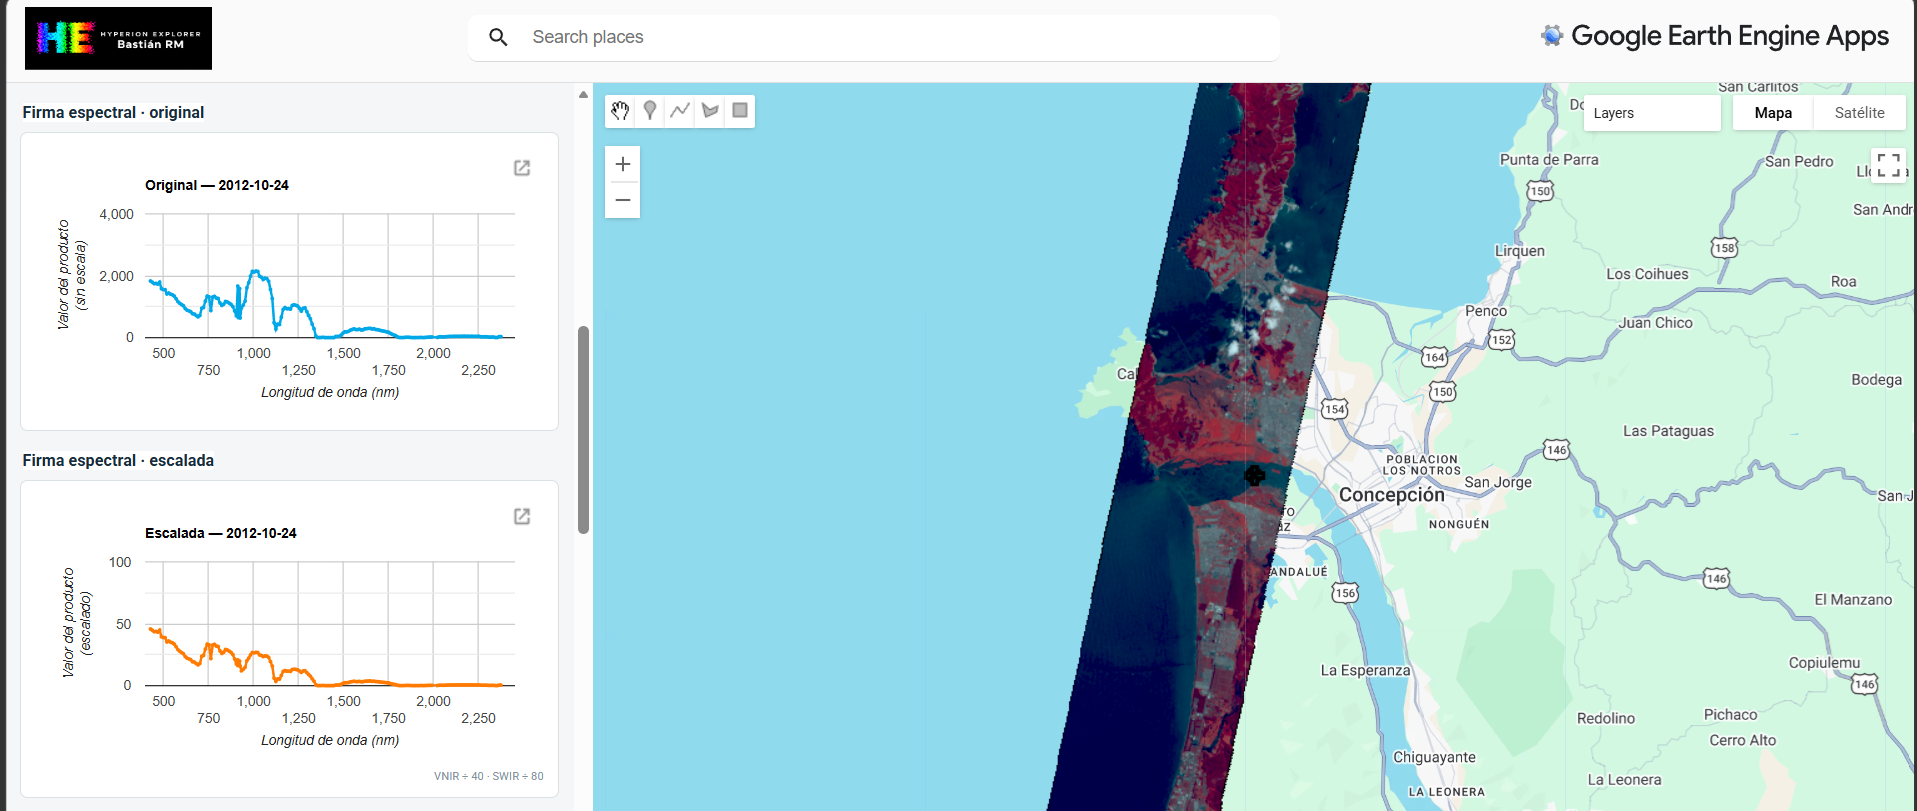 HE HYPERION EXPLORER
Bastián RM
Search places
Google Earth Engine Apps
Firma espectral · original
Original — 2012-10-24
Valor del producto
(sin escala)
4,000
2,000
0
500
1,000
1,500
2,000
750
1,250
1,750
2,250
Longitud de onda (nm)
Firma espectral · escalada
Escalada — 2012-10-24
Valor del producto
(escalado)
100
50
0
500
1,000
1,500
2,000
750
1,250
1,750
2,250
Longitud de onda (nm)
VNIR ÷ 40 · SWIR ÷ 80
Layers
Mapa
Satélite
San Carlitos
Punta de Parra
San Pedro
150
San Andr
158
Lirquen
Los Coihues
Roa
Penco
Juan Chico
152
164
Bodega
150
154
Las Pataguas
146
POBLACION
LOS NOTROS
San Jorge
Concepción
San J
NONGUÉN
ANDALUÉ
146
156
El Manzano
La Esperanza
Copiulemu
146
Redolino
Pichaco
Cerro Alto
Chiguayante
La Leonera
LA LEONERA